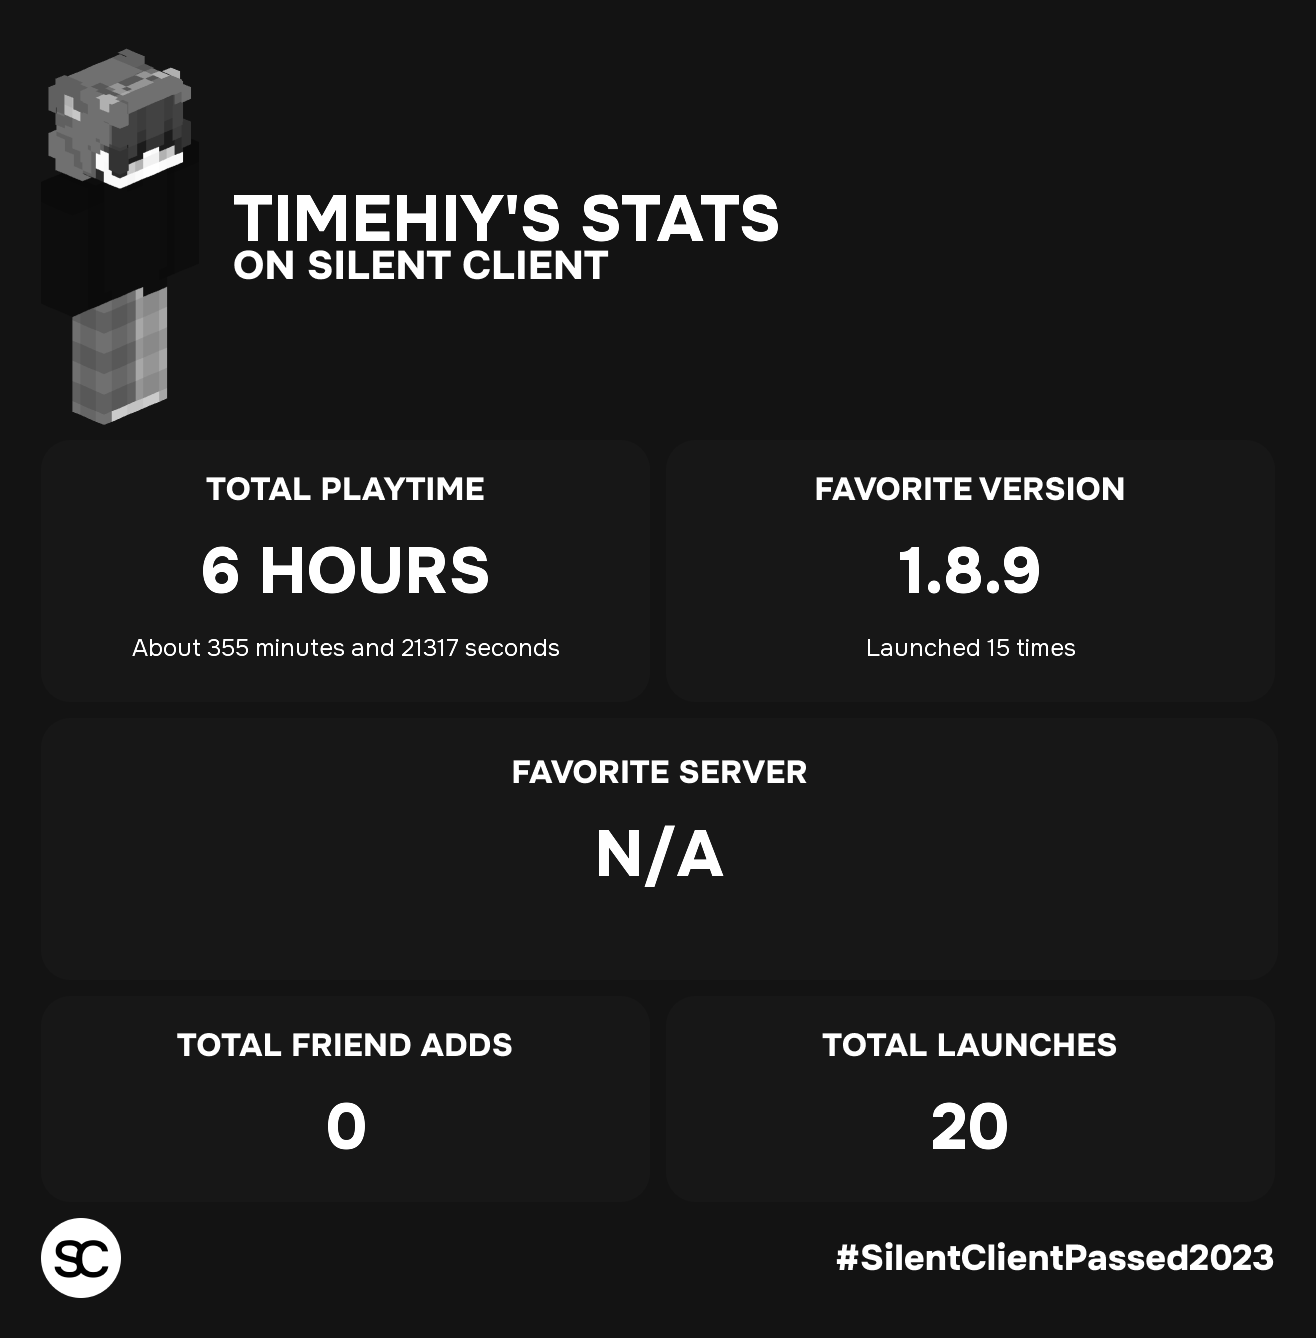 TIMEHIY'S STATS
ON SILENT CLIENT
TOTAL PLAYTIME
6 HOURS
About 355 minutes and 21317 seconds
FAVORITE VERSION
1.8.9
Launched 15 times
FAVORITE SERVER
N/A
TOTAL FRIEND ADDS
0
TOTAL LAUNCHES
20
SC
#SilentClientPassed2023